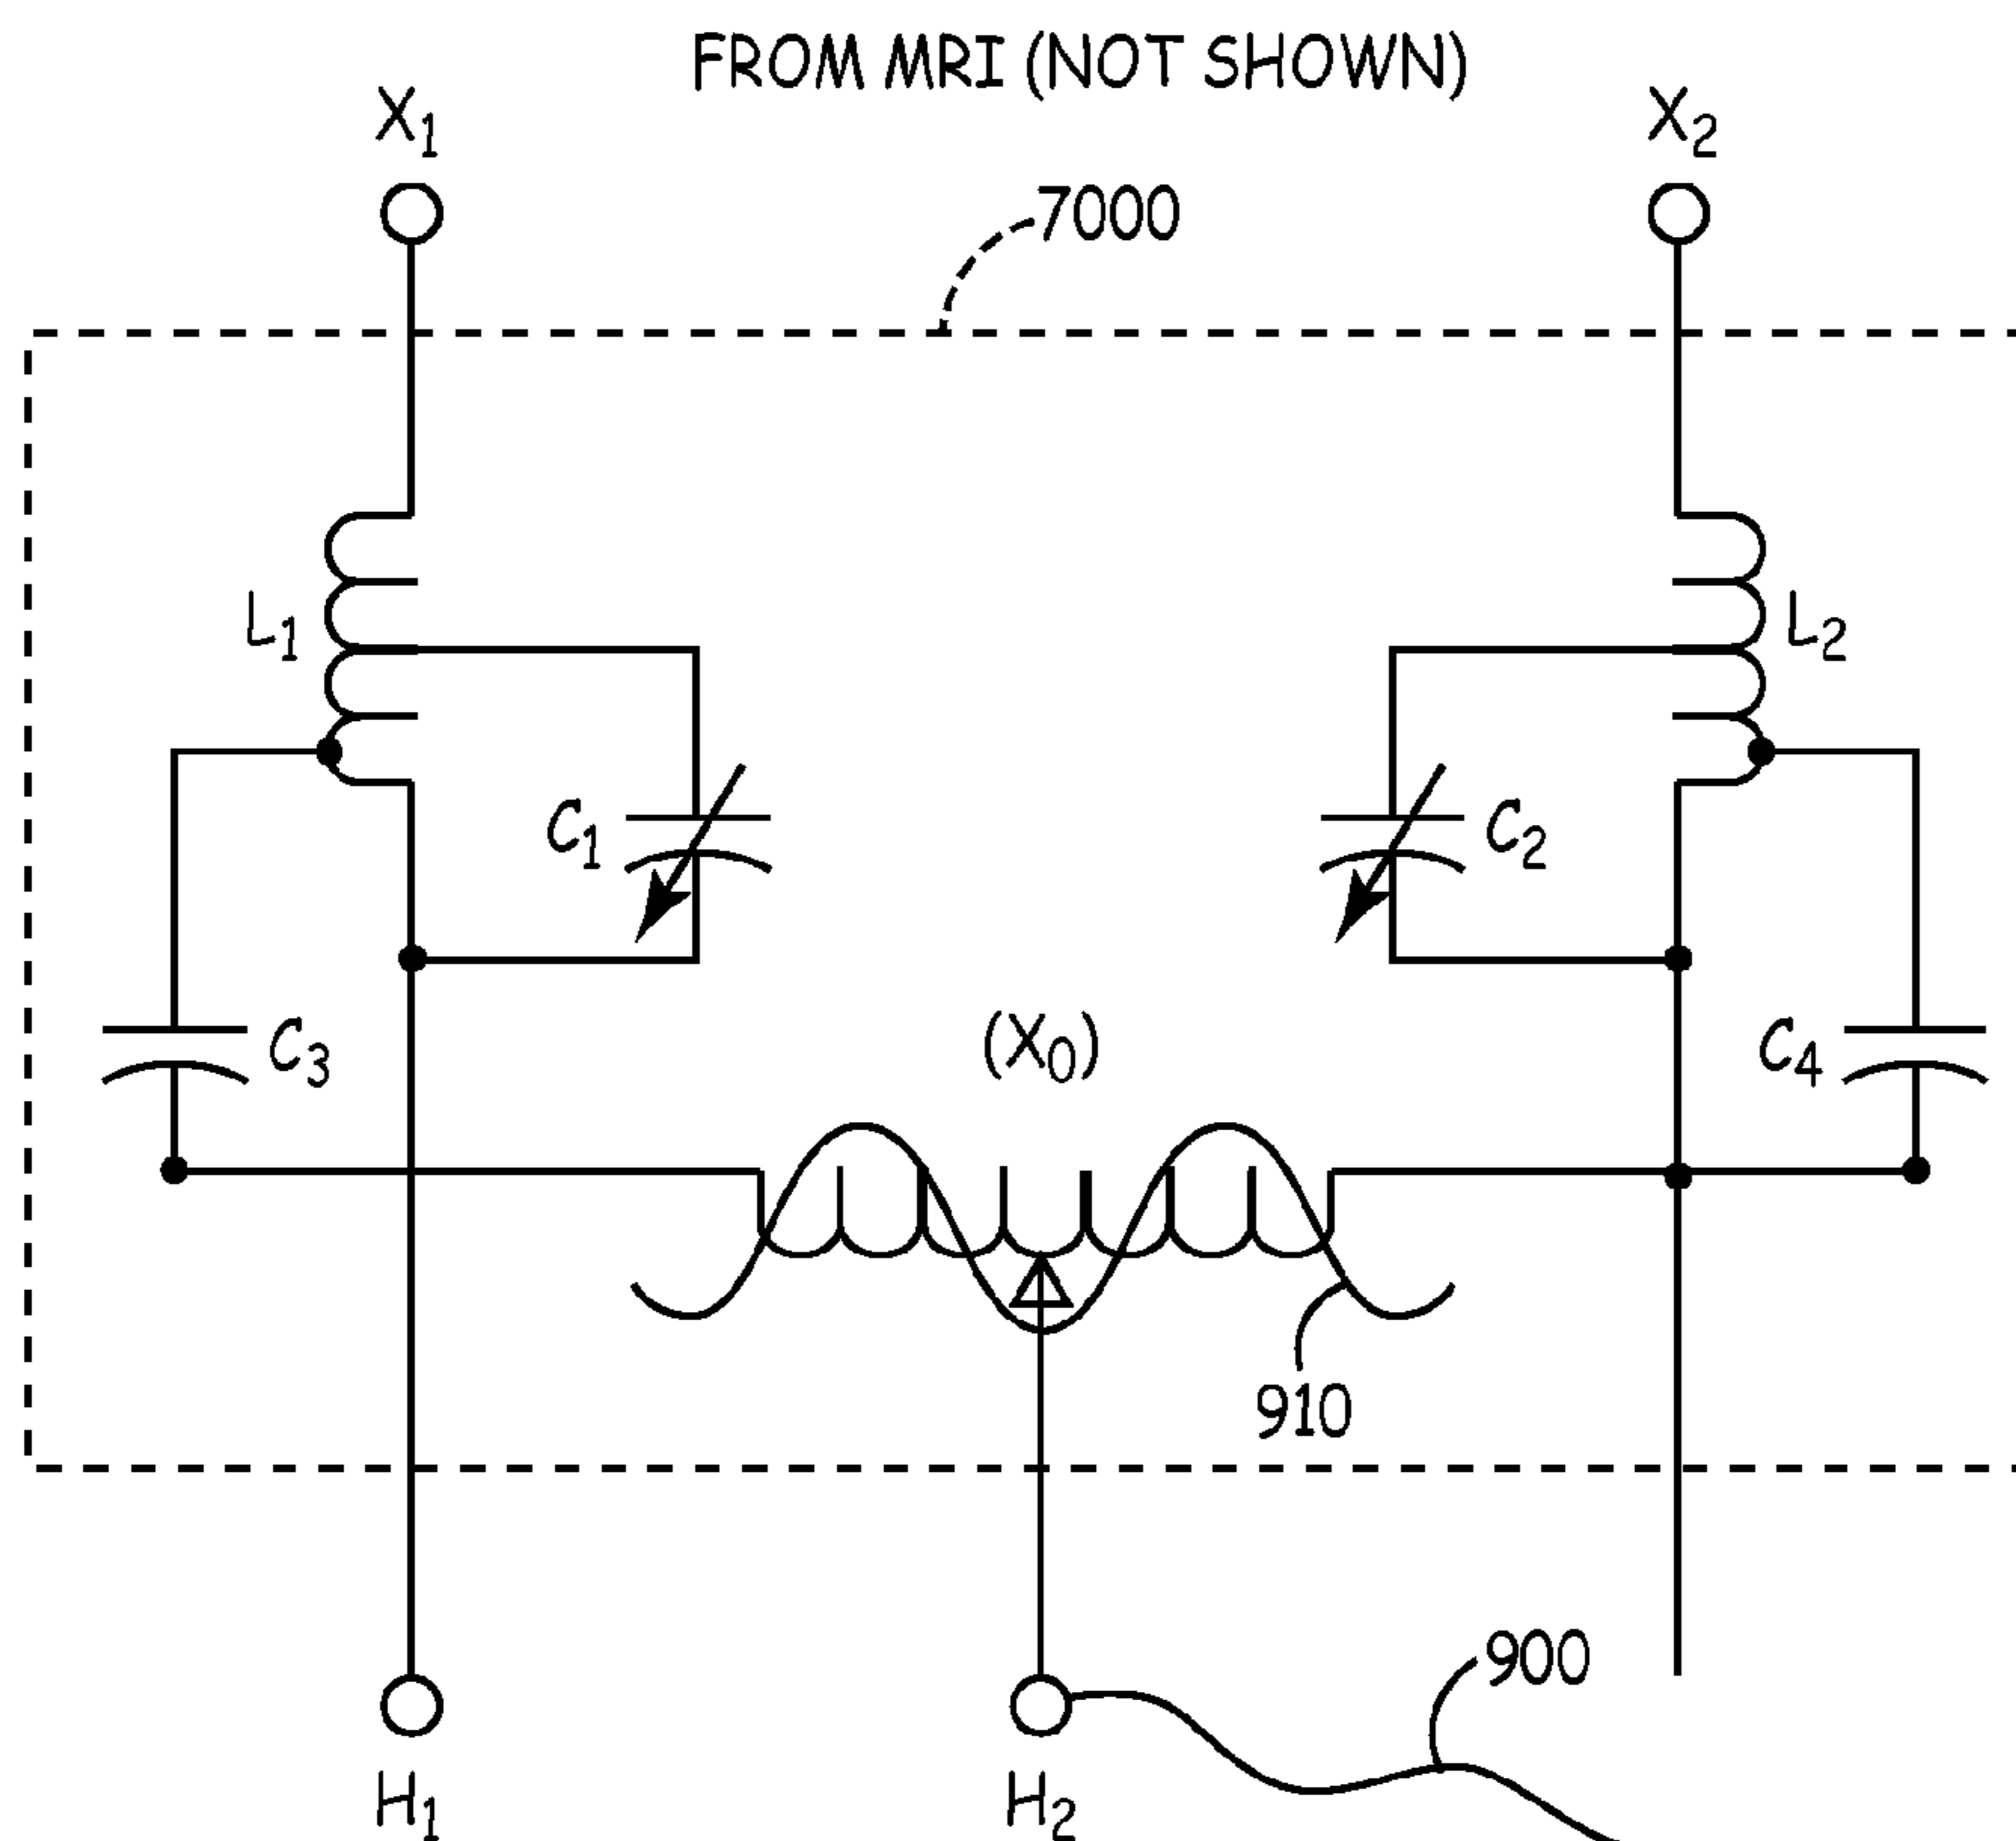 FROM MRI (NOT SHOWN)
X1
X2
7000
L1
L2
C1
C2
(X0)
C3
C4
910
900
H1
H2